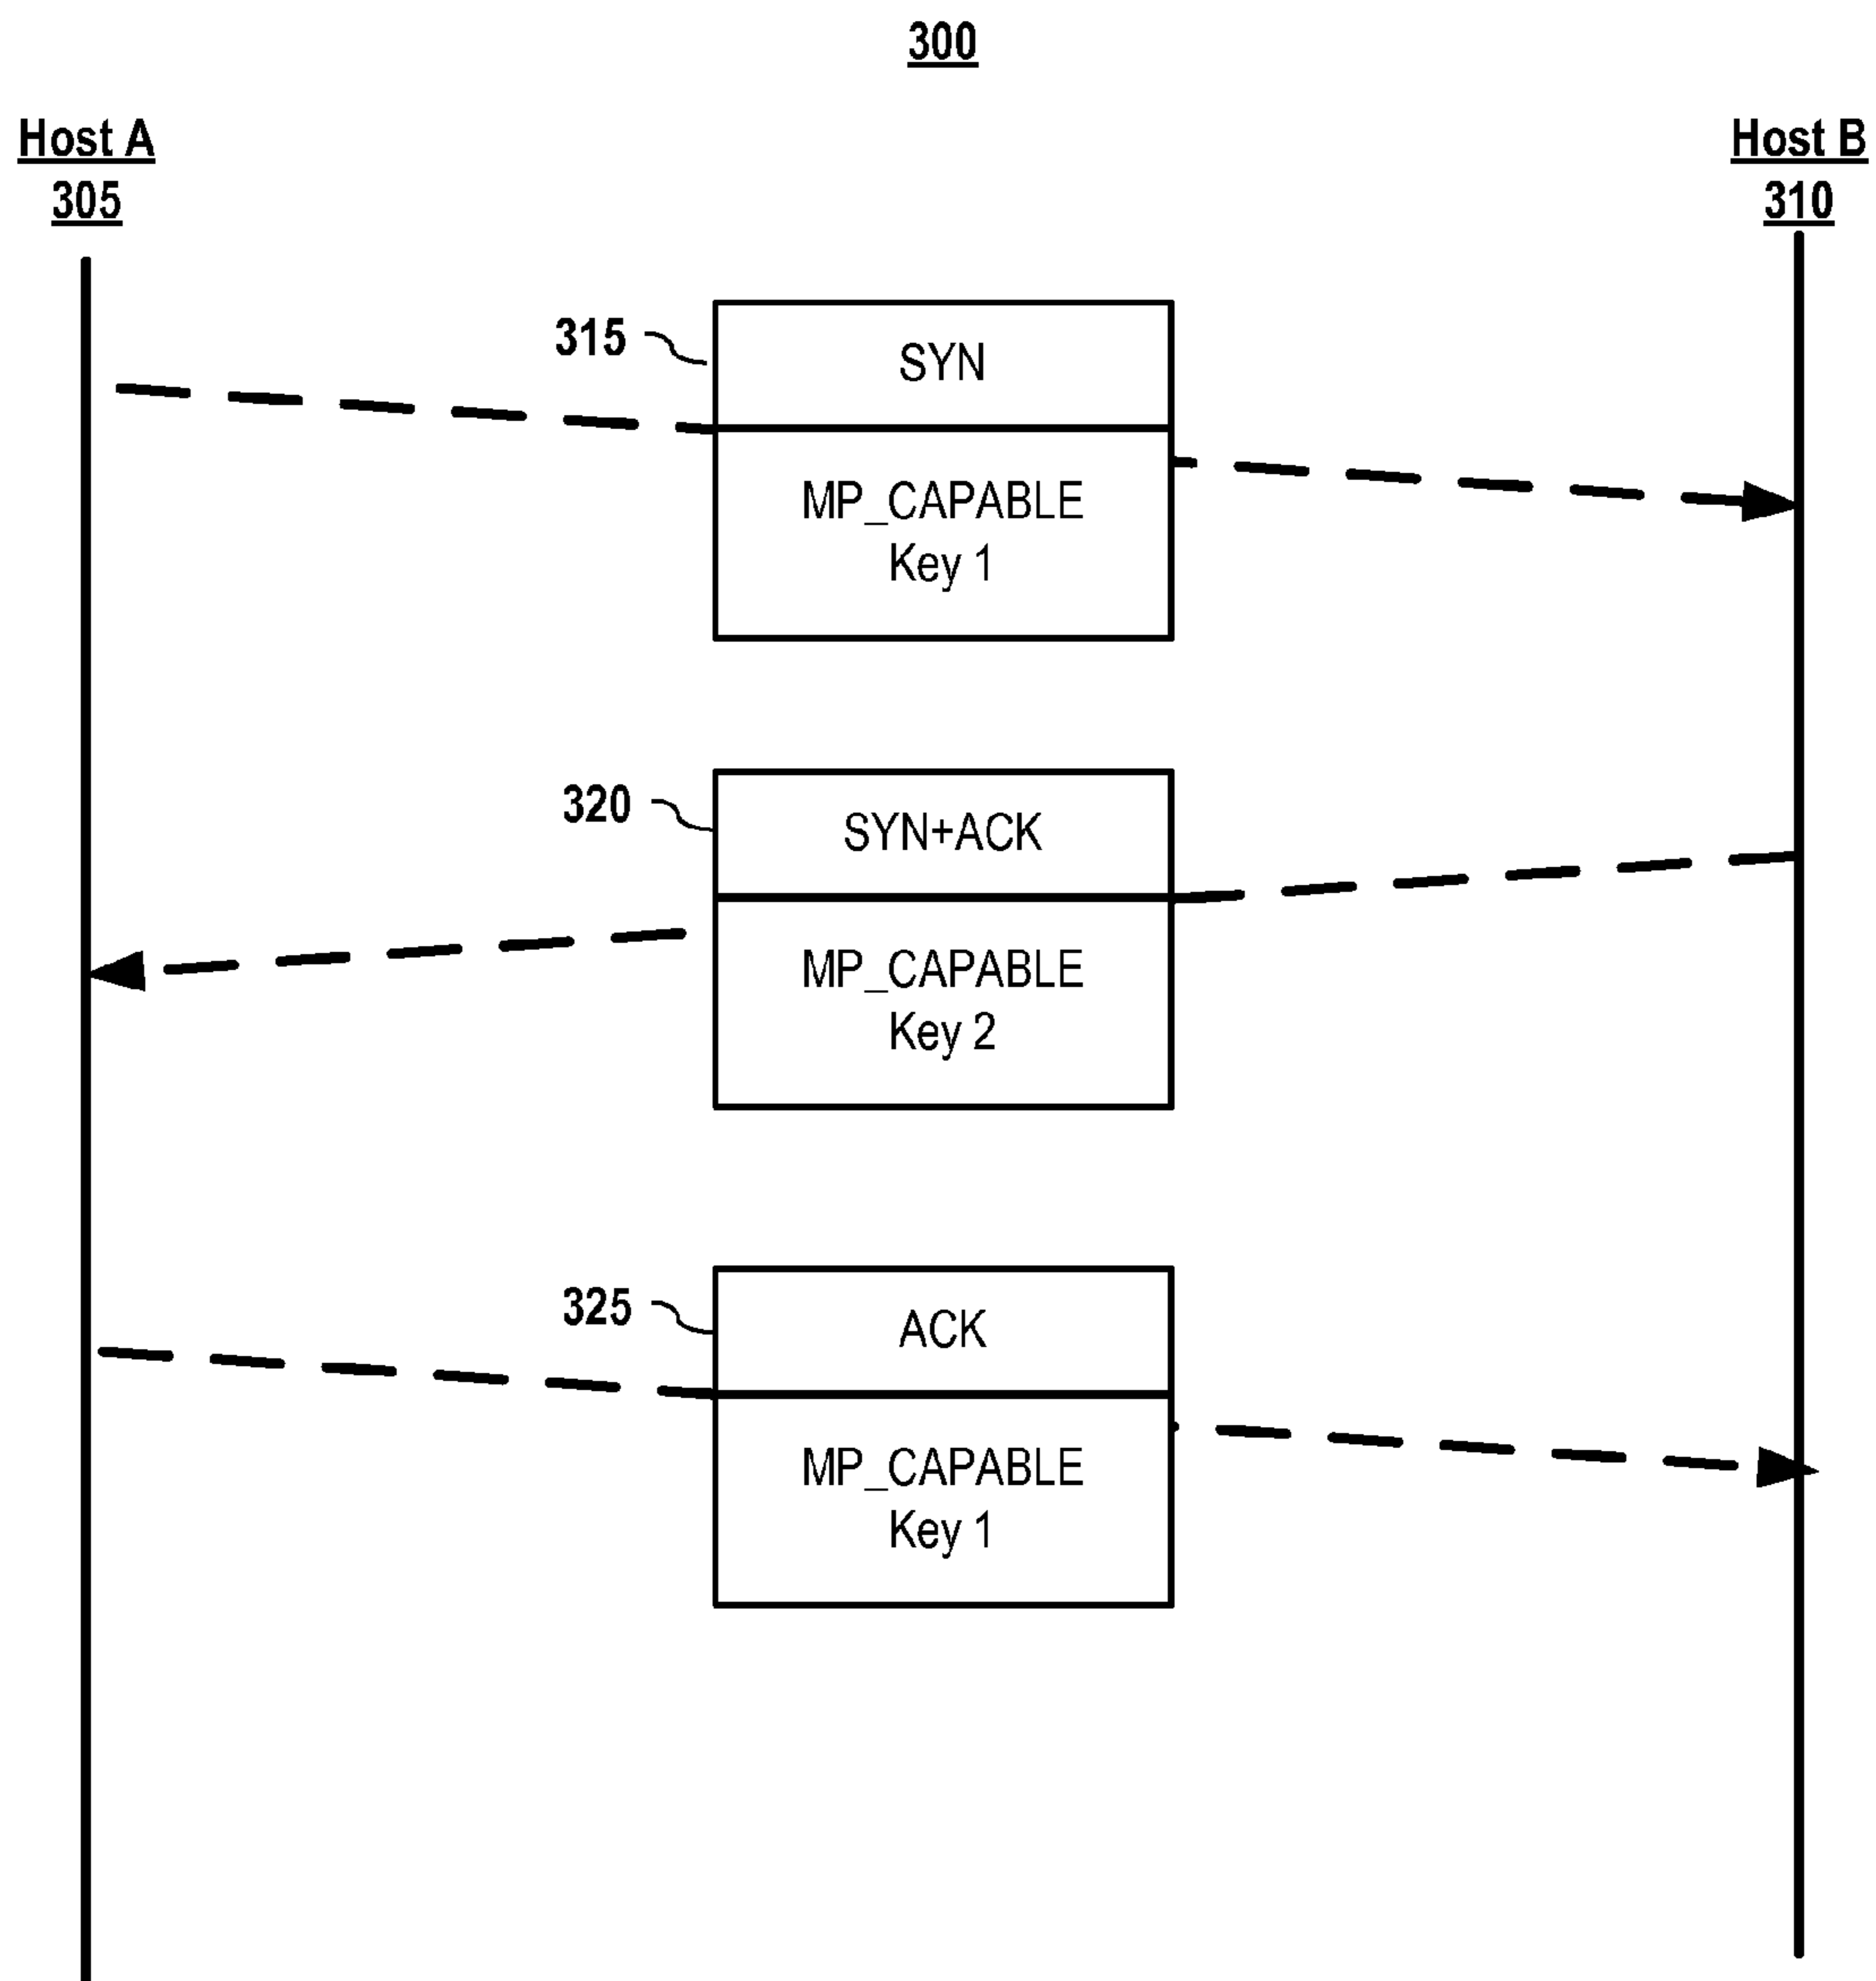 300
Host A
305
Host B
310
315
SYN
MP_CAPABLE
Key 1
320
SYN+ACK
MP_CAPABLE
Key 2
325
ACK
MP_CAPABLE
Key 1